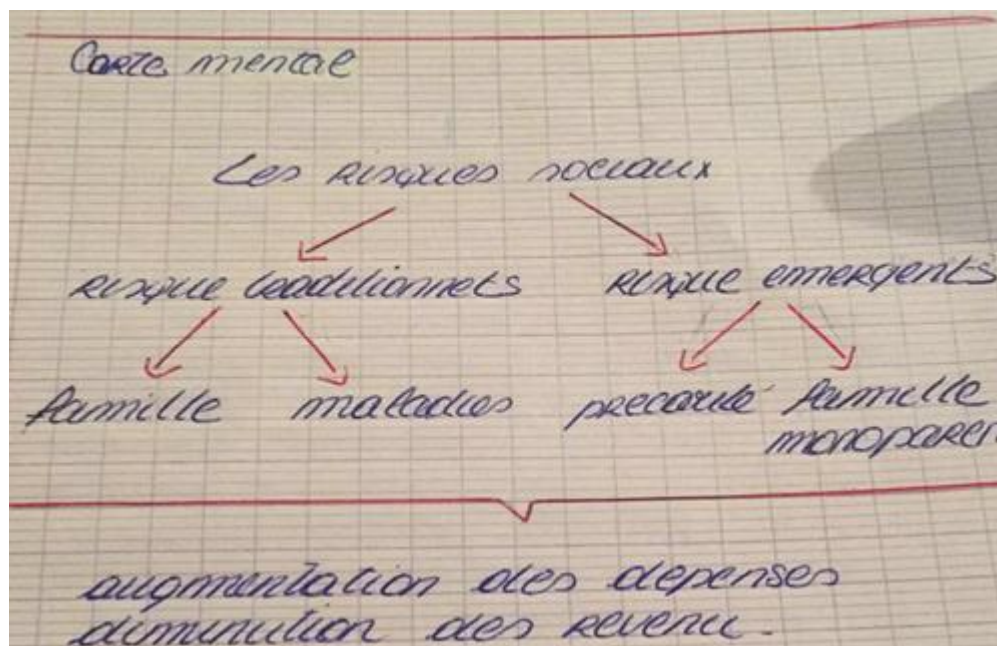 Carte mental
Les risques sociaux
risque traditionnels risque emmergents
famille maladies precarité famille
monoparen
augmentation des depenses
diminution des revenu.